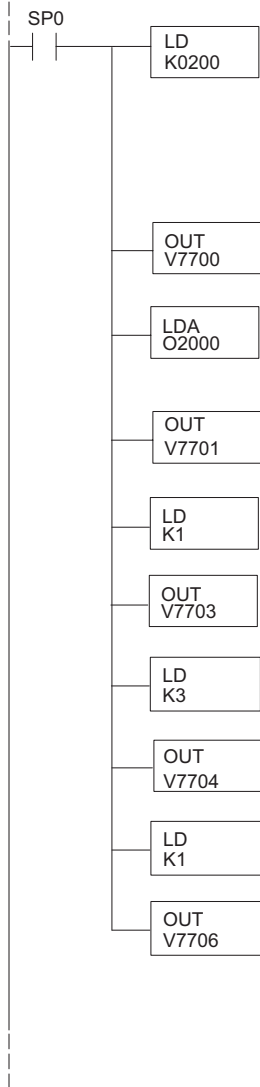 SP0
LD
K0200
OUT
V7700
LDA
O2000
OUT
V7701
LD
K1
OUT
V7703
LD
K3
OUT
V7704
LD
K1
OUT
V7706